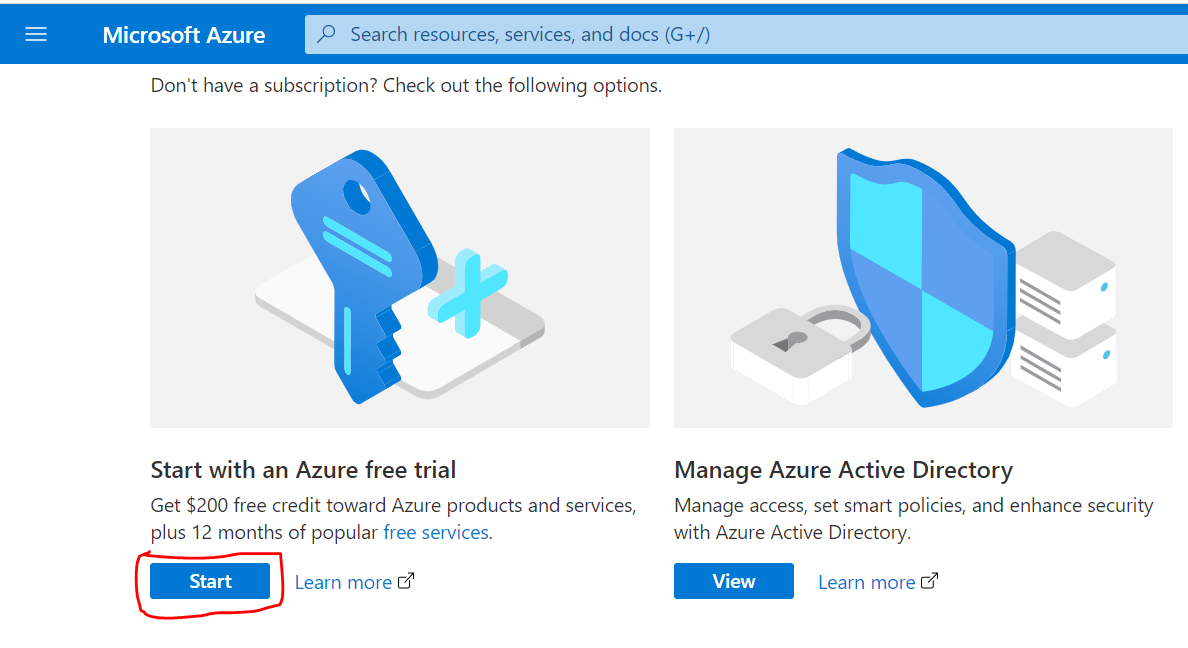 Microsoft Azure
Search resources, services, and docs (G+/)
Don't have a subscription? Check out the following options.
Start with an Azure free trial
Get $200 free credit toward Azure products and services,
plus 12 months of popular free services.
Start
Learn more
Manage Azure Active Directory
Manage access, set smart policies, and enhance security
with Azure Active Directory.
View
Learn more